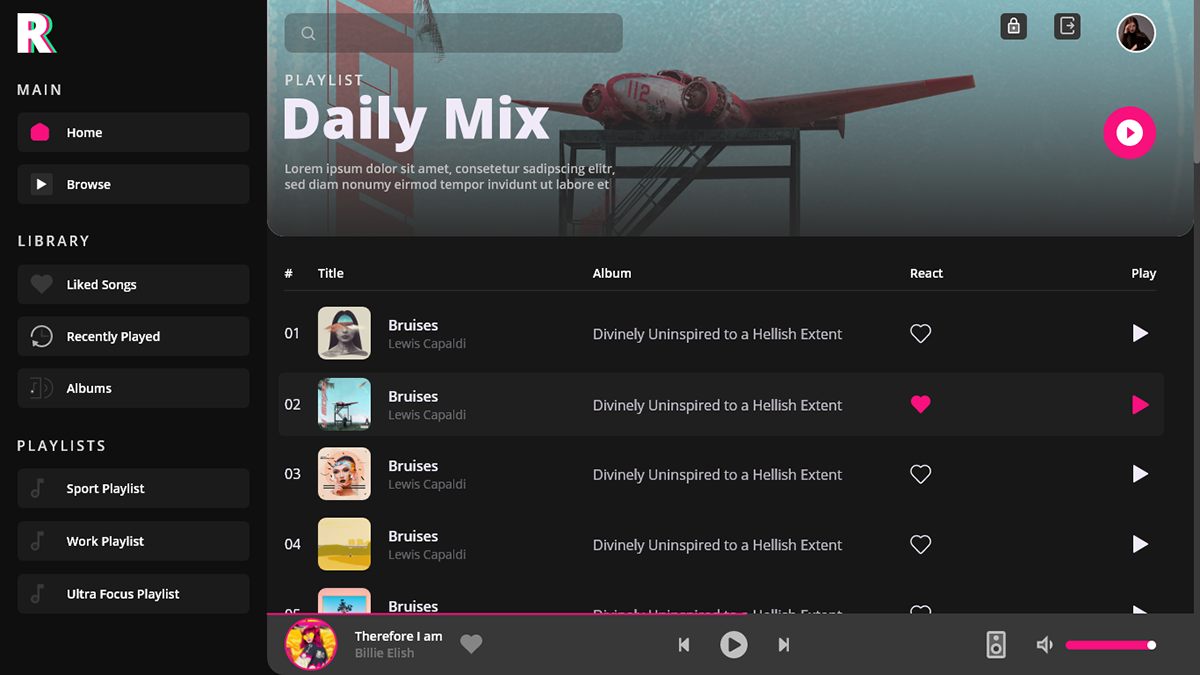 R
MAIN
Home
Browse
LIBRARY
Liked Songs
Recently Played
Albums
PLAYLISTS
Sport Playlist
Work Playlist
Ultra Focus Playlist
PLAYLIST
Daily Mix
Lorem ipsum dolor sit amet, consetetur sadipscing elitr,
sed diam nonumy eirmod tempor invidunt ut labore et
112
# Title Album React Play
01 Bruises Divinely Uninspired to a Hellish Extent
Lewis Capaldi
02 Bruises Divinely Uninspired to a Hellish Extent
Lewis Capaldi
03 Bruises Divinely Uninspired to a Hellish Extent
Lewis Capaldi
04 Bruises Divinely Uninspired to a Hellish Extent
Lewis Capaldi
05 Bruises Divinely Uninspired to a Hellish Extent
Therefore I am
Billie Elish